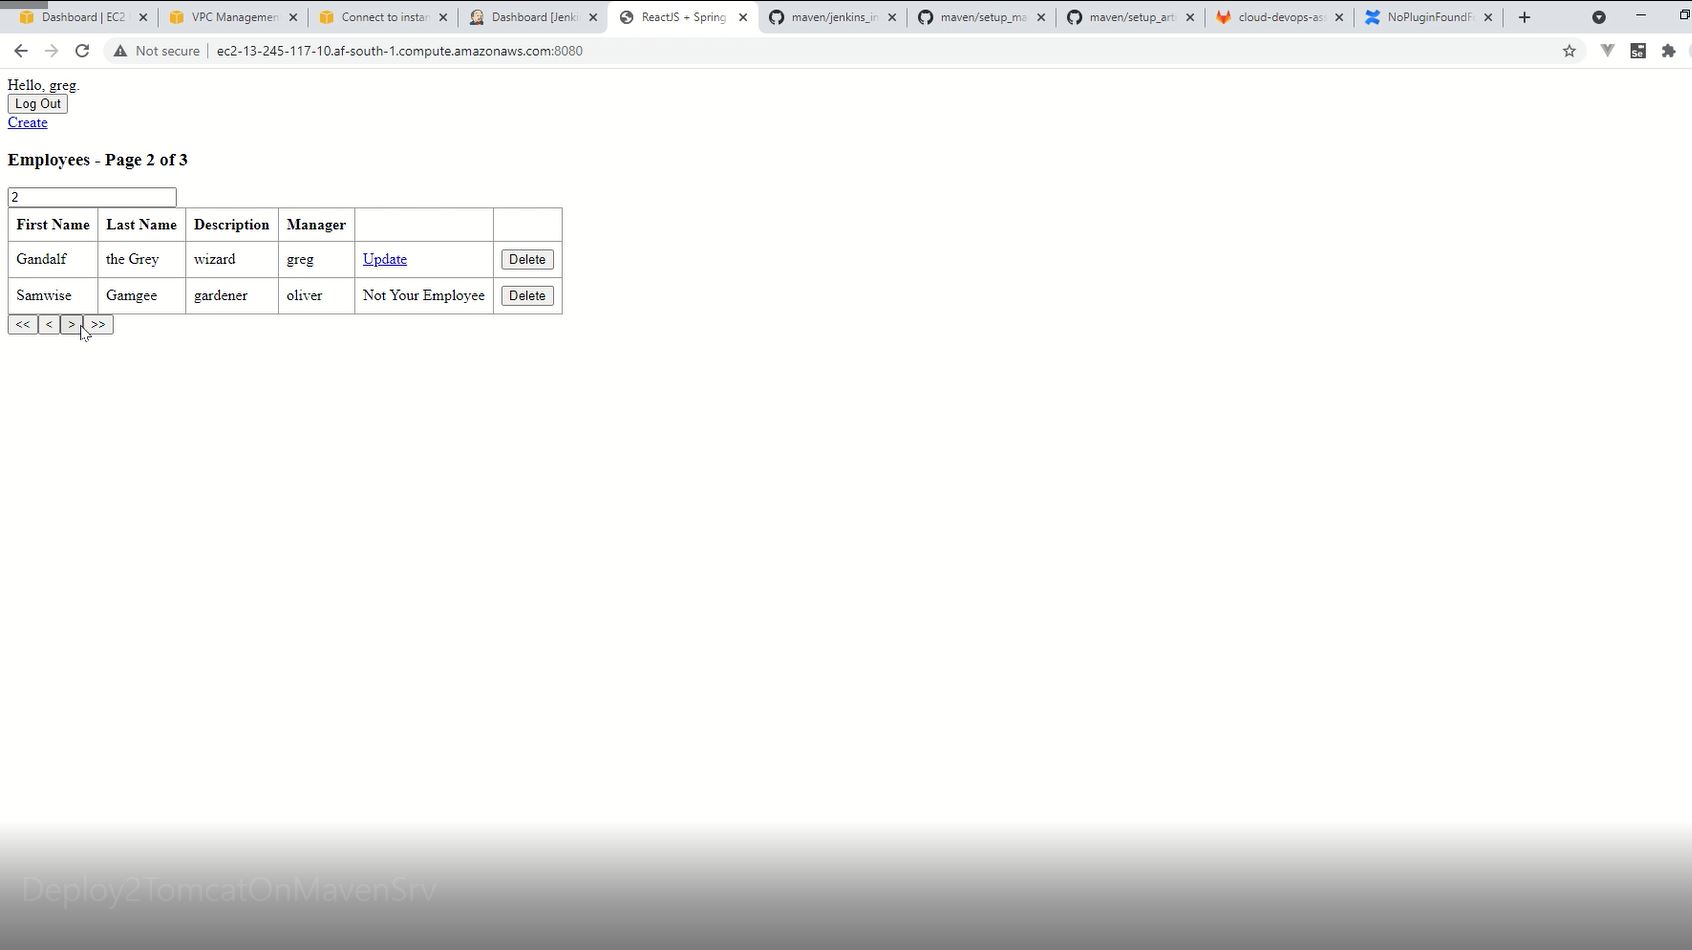 Dashboard | EC2
VPC Managemen
Connect to instan
Dashboard [Jenki
ReactJS + Spring
maven/jenkins_in
maven/setup_ma
maven/setup_art
cloud-devops-ass
NoPluginFoundF
Not secure | ec2-13-245-117-10.af-south-1.compute.amazonaws.com:8080
Hello, greg.
Log Out
Create
Employees - Page 2 of 3
2
First Name Last Name Description Manager
Gandalf the Grey wizard greg Update Delete
Samwise Gamgee gardener oliver Not Your Employee Delete
<< < > >>
Deploy2TomcatOnMavenSrv